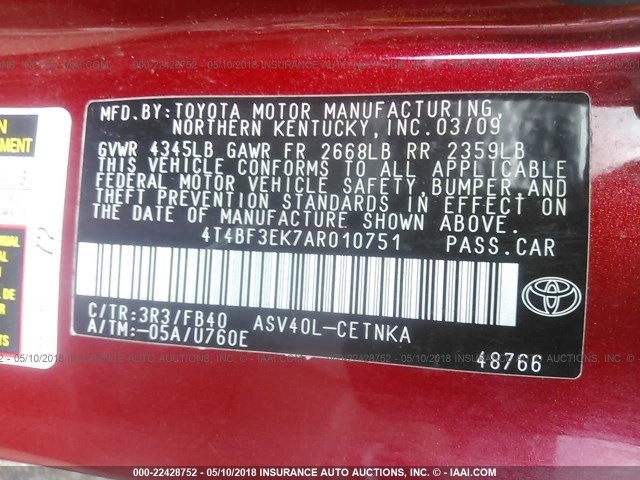 MFD.BY:TOYOTA MOTOR MANUFACTURING,
NORTHERN KENTUCKY, INC. 03/09
GVWR 4345LB GAWR FR 2668LB RR 2359LB
THIS VEHICLE CONFORMS TO ALL APPLICABLE
FEDERAL MOTOR VEHICLE SAFETY, BUMPER, AND
THEFT PREVENTION STANDARDS IN EFFECT ON
THE DATE OF MANUFACTURE SHOWN ABOVE.
4T4BF3EK7AR010751 PASS.CAR
C/TR:3R3/FB40 ASV40L-CETNKA
A/TM:-05A/U760E
TOYOTA
48766
000-22428752 - 05/10/2018 INSURANCE AUTO AUCTIONS, INC. - © - IAAI.COM